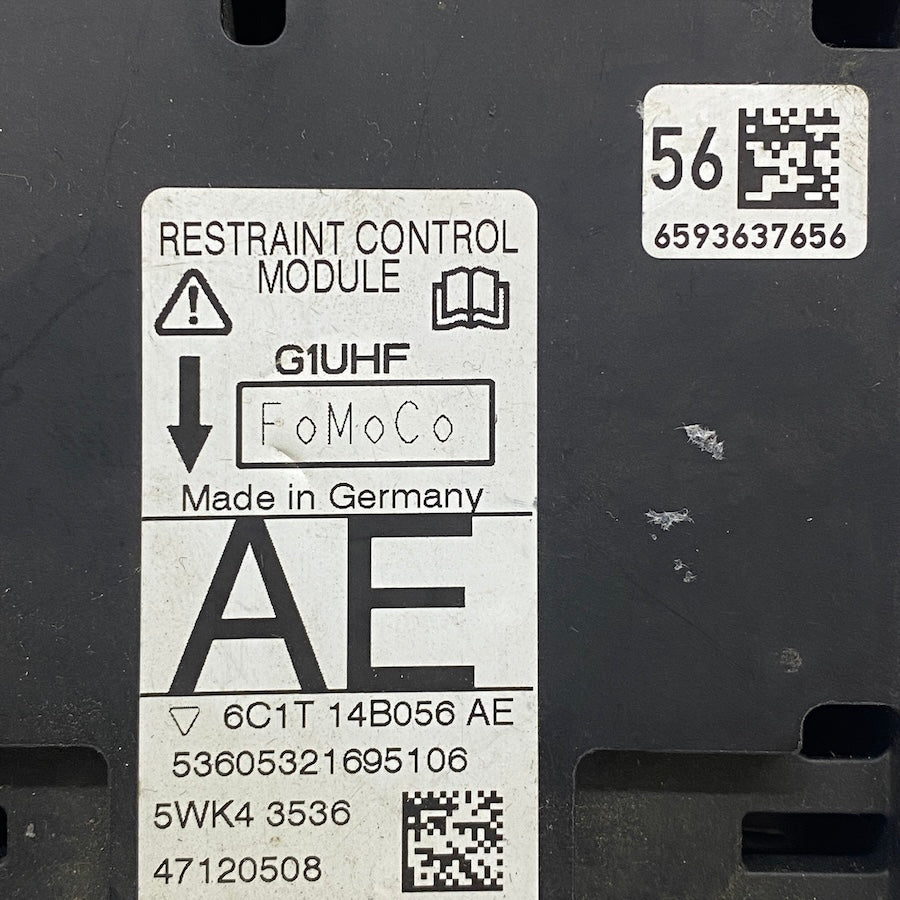 56
6593637656
RESTRAINT CONTROL
MODULE
G1UHF
FoMoCo
Made in Germany
AE
6C1T 14B056 AE
53605321695106
5WK4 3536
47120508